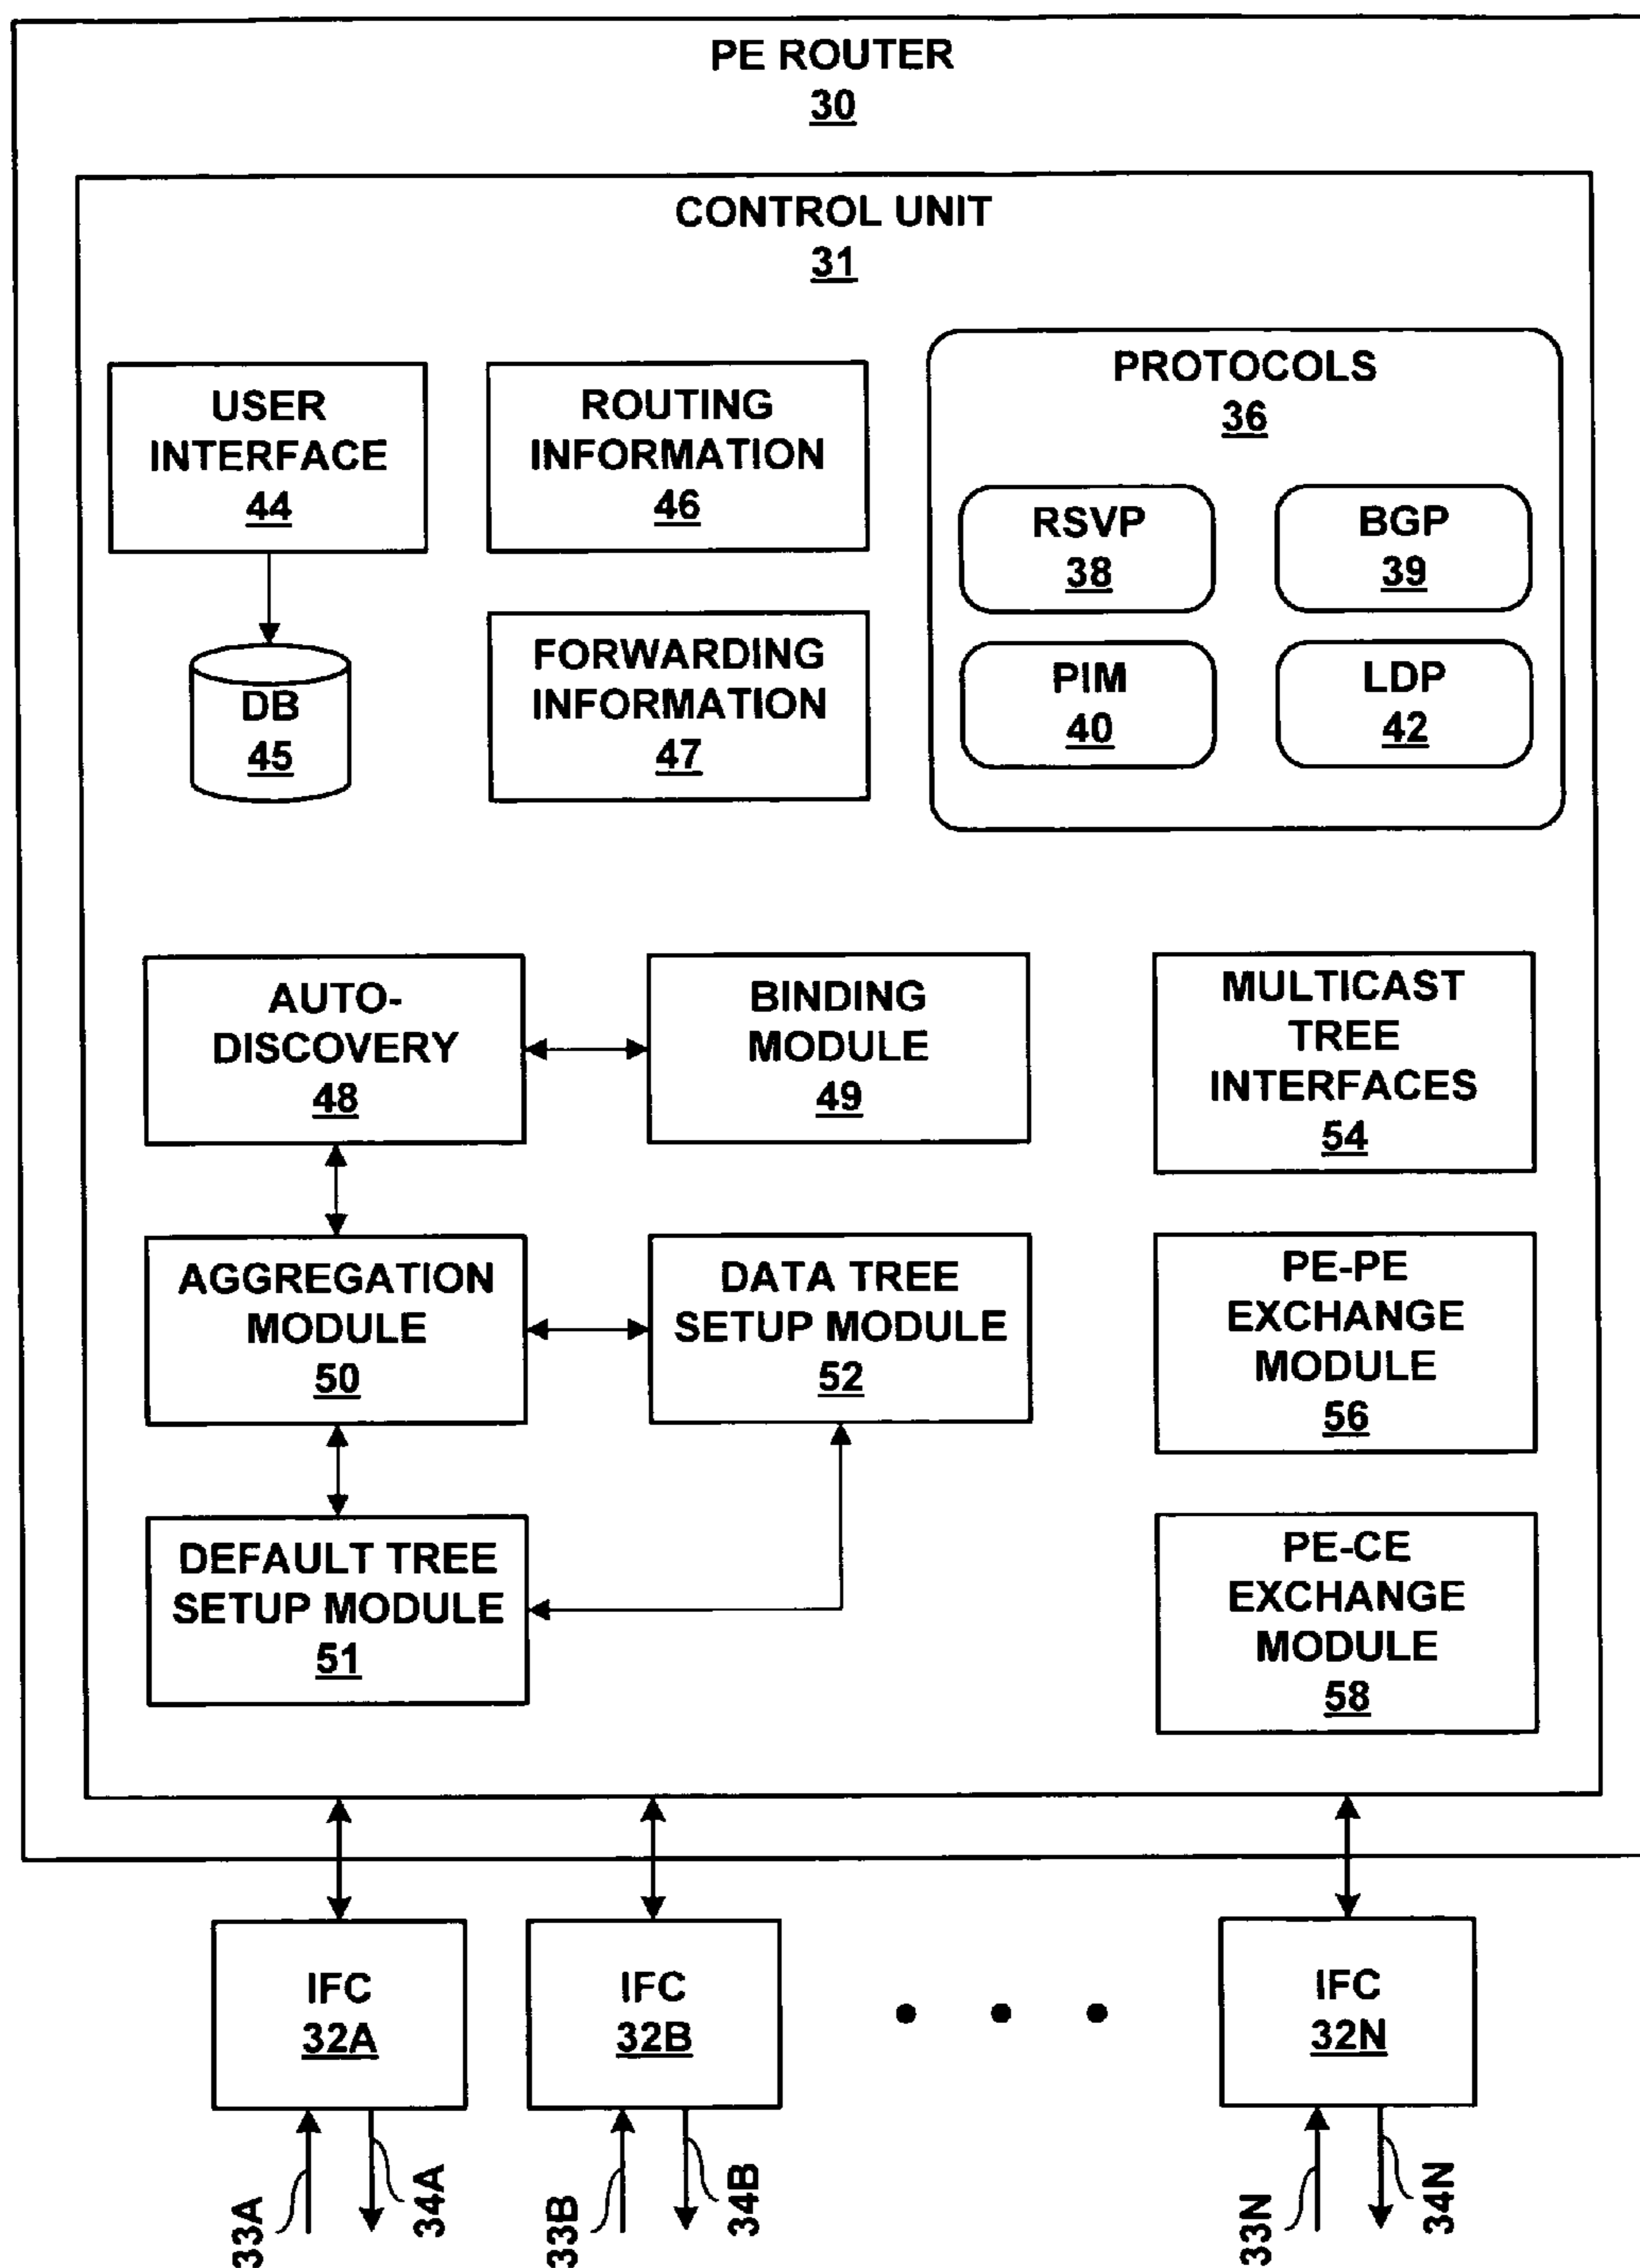 PE ROUTER
30
CONTROL UNIT
31
USER
INTERFACE
44
ROUTING
INFORMATION
46
PROTOCOLS
36
RSVP
38
BGP
39
PIM
40
LDP
42
DB
45
FORWARDING
INFORMATION
47
AUTO-
DISCOVERY
48
BINDING
MODULE
49
MULTICAST
TREE
INTERFACES
54
AGGREGATION
MODULE
50
DATA TREE
SETUP MODULE
52
PE-PE
EXCHANGE
MODULE
56
DEFAULT TREE
SETUP MODULE
51
PE-CE
EXCHANGE
MODULE
58
IFC
32A
IFC
32B
IFC
32N
33A
34A
33B
34B
33N
34N